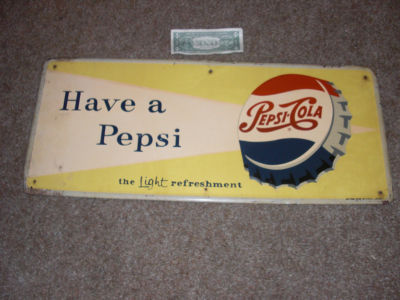 Have a
Pepsi
PEPSI-COLA
the Light refreshment